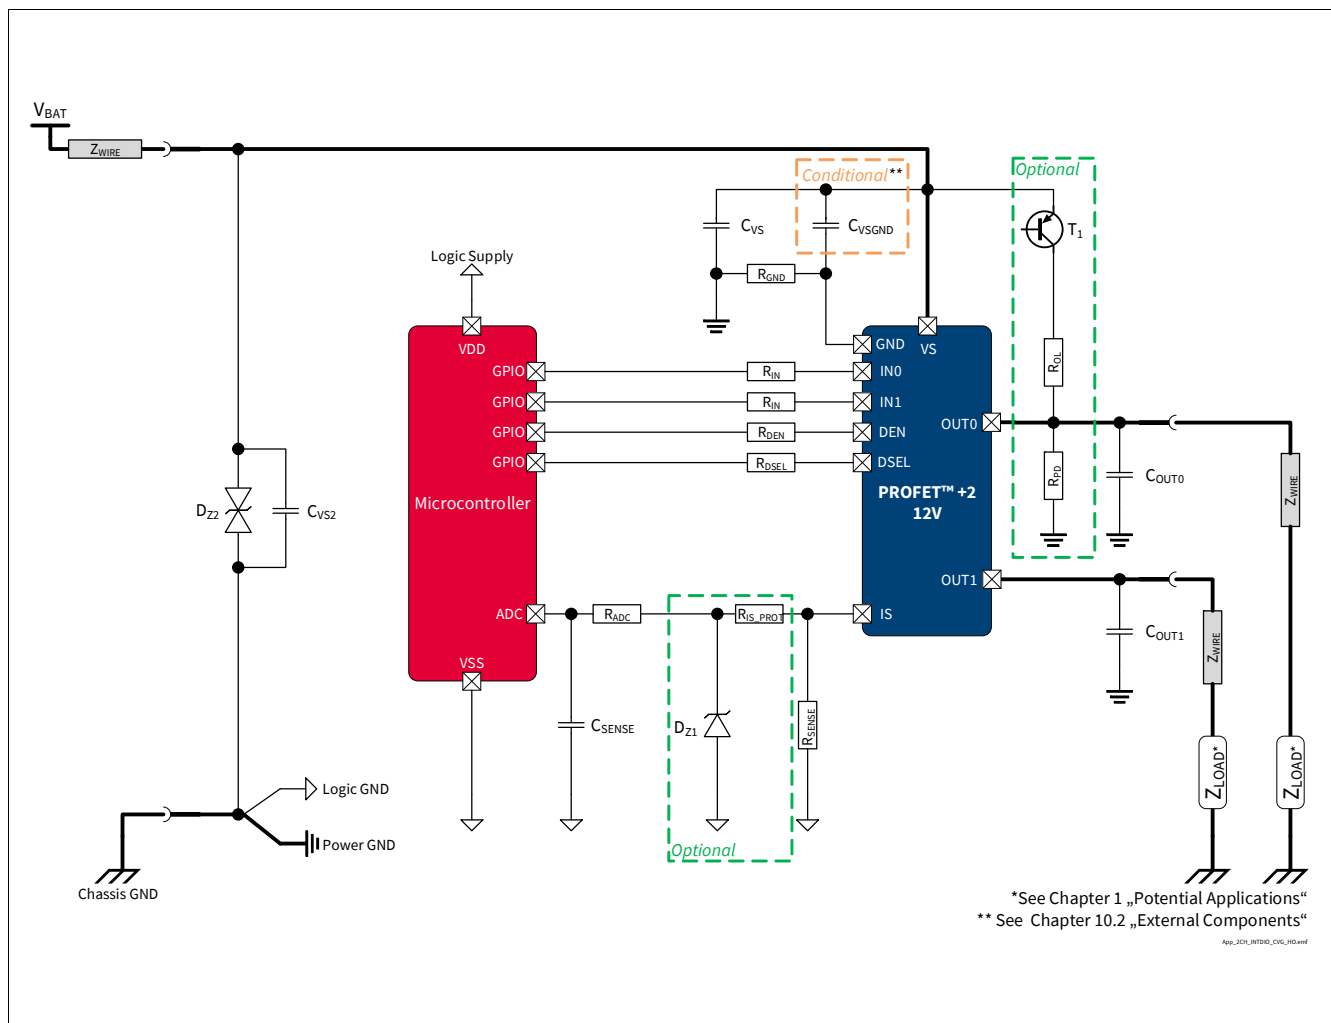 VBAT
ZWIRE
Conditional**
Optional
CVS
CVSGND
T1
Logic Supply
RGND
VDD
GND
VS
GPIO
RIN
IN0
ROL
GPIO
RIN
IN1
GPIO
RDEN
DEN
OUT0
GPIO
RDSEL
DSEL
RPD
COUT0
ZWIRE
Microcontroller
PROFET™ +2
12V
DZ2
CVS2
OUT1
ADC
RADC
RIS_PROT
IS
COUT1
ZWIRE
VSS
CSENSE
DZ1
RSENSE
ZLOAD*
ZLOAD*
Logic GND
Power GND
Optional
Chassis GND
*See Chapter 1 „Potential Applications“
** See Chapter 10.2 „External Components“
App_2CH_INTDIO_CVG_HO.emf